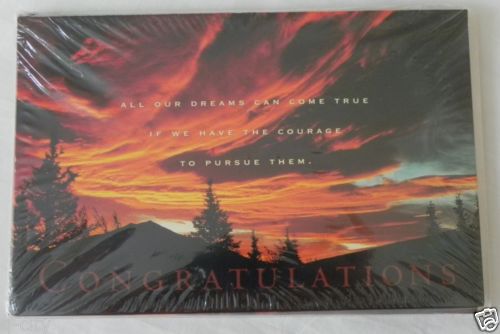 ALL OUR DREAMS CAN COME TRUE
IF WE HAVE THE COURAGE
TO PURSUE THEM.
CONGRATULATIONS